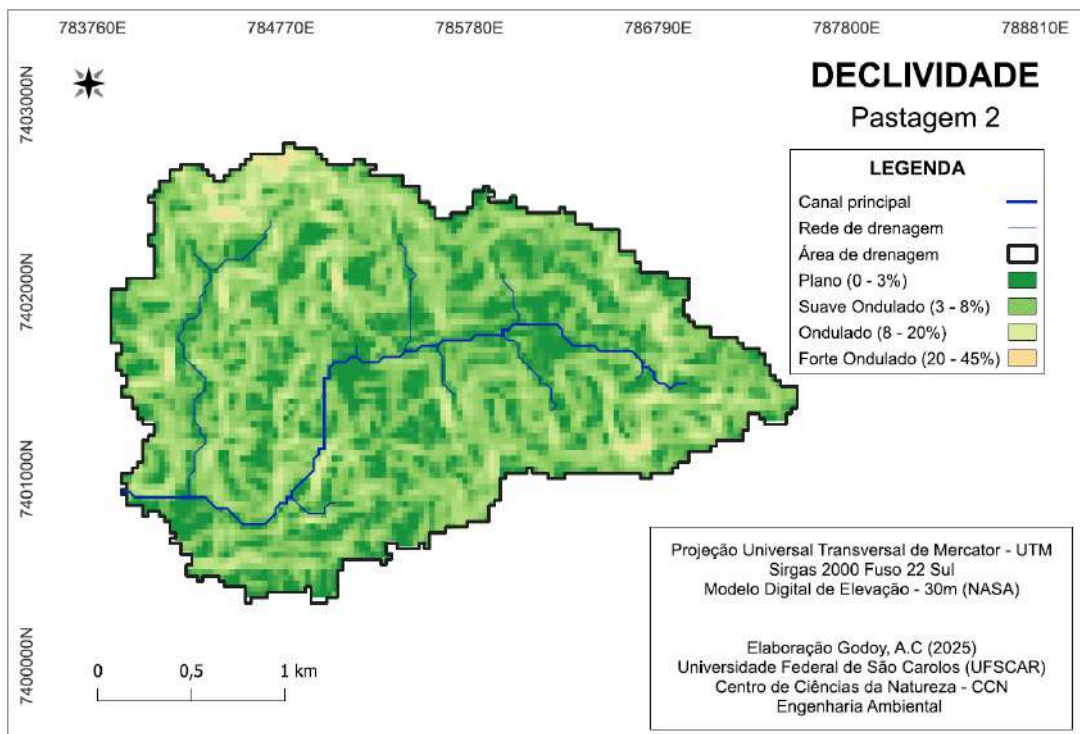 783760E 784770E 785780E 786790E 787800E 788810E
7403000N
7402000N
7401000N
7400000N
DECLIVIDADE
Pastagem 2
LEGENDA
Canal principal
Rede de drenagem
Área de drenagem
Plano (0 - 3%)
Suave Ondulado (3 - 8%)
Ondulado (8 - 20%)
Forte Ondulado (20 - 45%)
0 0,5 1 km
Projeção Universal Transversal de Mercator - UTM
Sirgas 2000 Fuso 22 Sul
Modelo Digital de Elevação - 30m (NASA)
Elaboração Godoy, A.C (2025)
Universidade Federal de São Carolos (UFSCAR)
Centro de Ciências da Natureza - CCN
Engenharia Ambiental